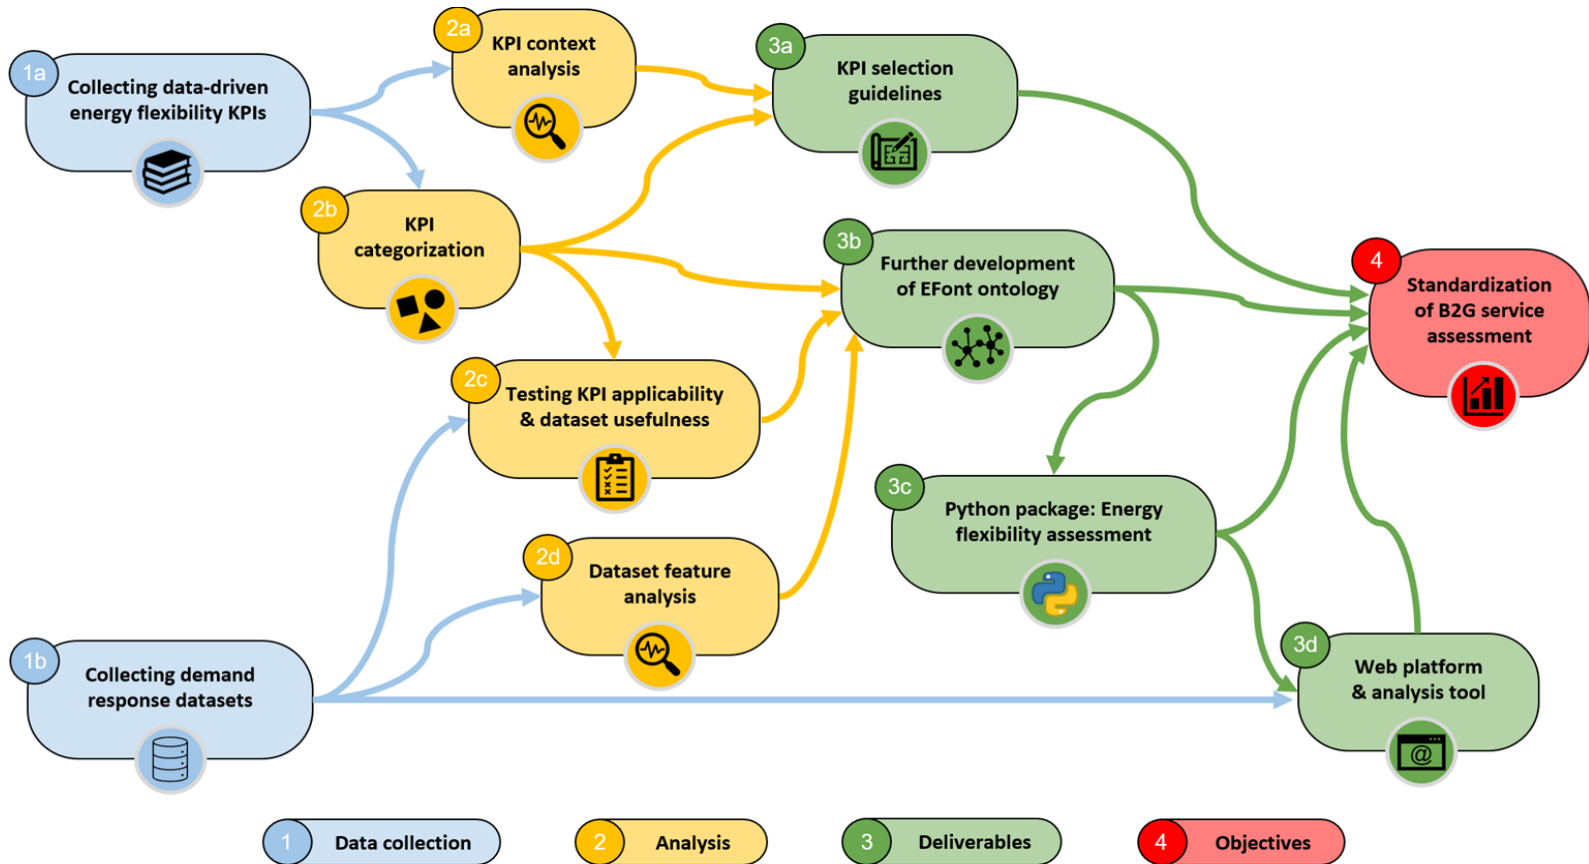 1a
Collecting data-driven
energy flexibility KPIs
2a
KPI context
analysis
3a
KPI selection
guidelines
2b
KPI
categorization
3b
Further development
of EFont ontology
4
Standardization
of B2G service
assessment
2c
Testing KPI applicability
& dataset usefulness
3c
Python package: Energy
flexibility assessment
2d
Dataset feature
analysis
1b
Collecting demand
response datasets
3d
Web platform
& analysis tool
@
1 Data collection
2 Analysis
3 Deliverables
4 Objectives